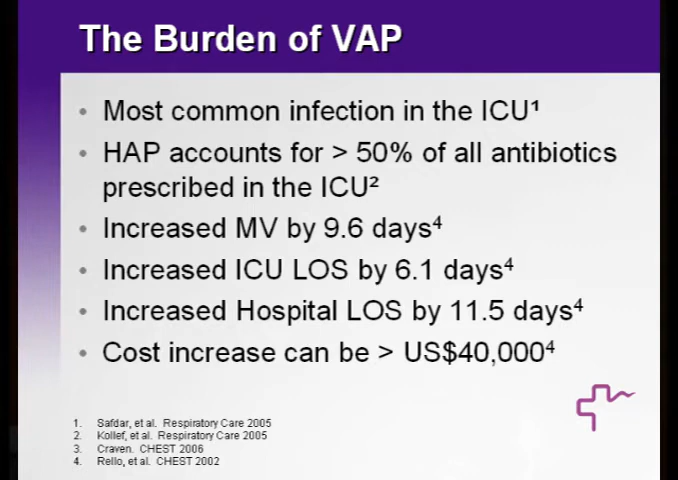 The Burden of VAP
• Most common infection in the ICU¹
• HAP accounts for > 50% of all antibiotics
prescribed in the ICU²
• Increased MV by 9.6 days⁴
• Increased ICU LOS by 6.1 days⁴
• Increased Hospital LOS by 11.5 days⁴
• Cost increase can be > US$40,000⁴
1. Safdar, et al. Respiratory Care 2005
2. Kollef, et al. Respiratory Care 2005
3. Craven. CHEST 2006
4. Rello, et al. CHEST 2002